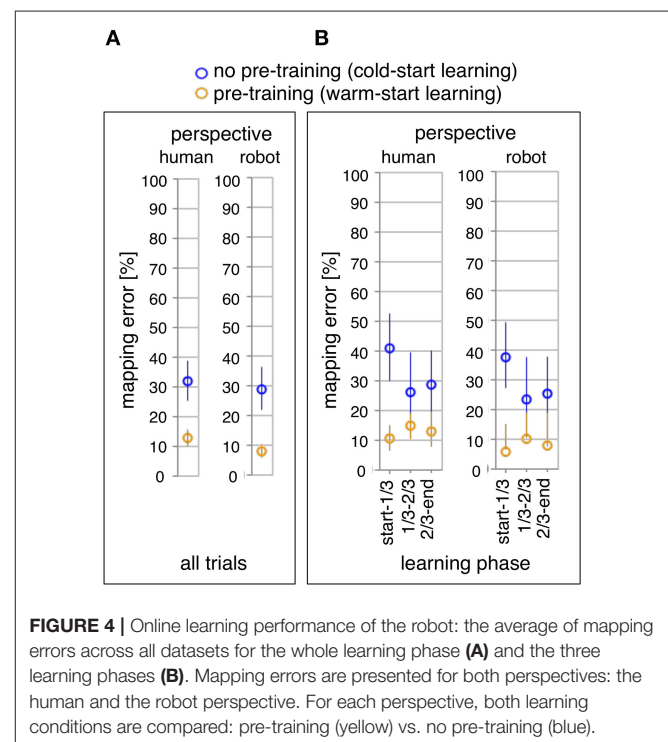 A B
no pre-training (cold-start learning)
pre-training (warm-start learning)
perspective
human robot
mapping error [%]
100
90
80
70
60
50
40
30
20
10
0
100
90
80
70
60
50
40
30
20
10
0
all trials
perspective
human robot
mapping error [%]
100
90
80
70
60
50
40
30
20
10
0
100
90
80
70
60
50
40
30
20
10
0
start-1/3
1/3-2/3
2/3-end
start-1/3
1/3-2/3
2/3-end
learning phase
FIGURE 4 | Online learning performance of the robot: the average of mapping
errors across all datasets for the whole learning phase (A) and the three
learning phases (B). Mapping errors are presented for both perspectives: the
human and the robot perspective. For each perspective, both learning
conditions are compared: pre-training (yellow) vs. no pre-training (blue).